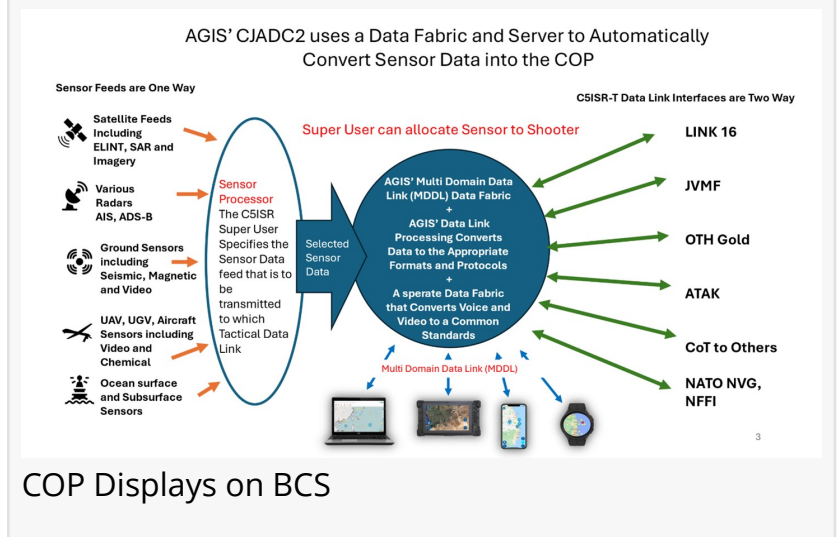 AGIS' CJADC2 uses a Data Fabric and Server to Automatically
Convert Sensor Data into the COP
Sensor Feeds are One Way
C5ISR-T Data Link Interfaces are Two Way
Satellite Feeds
Including
ELINT, SAR and
Imagery
Various
Radars
AIS, ADS-B
Ground Sensors
including
Seismic, Magnetic
and Video
UAV, UGV, Aircraft
Sensors including
Video and
Chemical
Ocean surface
and Subsurface
Sensors
Sensor
Processor
The C5ISR
Super User
Specifies the
Sensor Data
feed that is to
be
transmitted
to which
Tactical Data
Link
Selected
Sensor
Data
Super User can allocate Sensor to Shooter
AGIS' Multi Domain Data
Link (MDDL) Data Fabric
+
AGIS' Data Link
Processing Converts
Data to the Appropriate
Formats and Protocols
+
A sperate Data Fabric
that Converts Voice and
Video to a Common
Standards
Multi Domain Data Link (MDDL)
LINK 16
JVMF
OTH Gold
ATAK
CoT to Others
NATO NVG,
NFFI
3
COP Displays on BCS